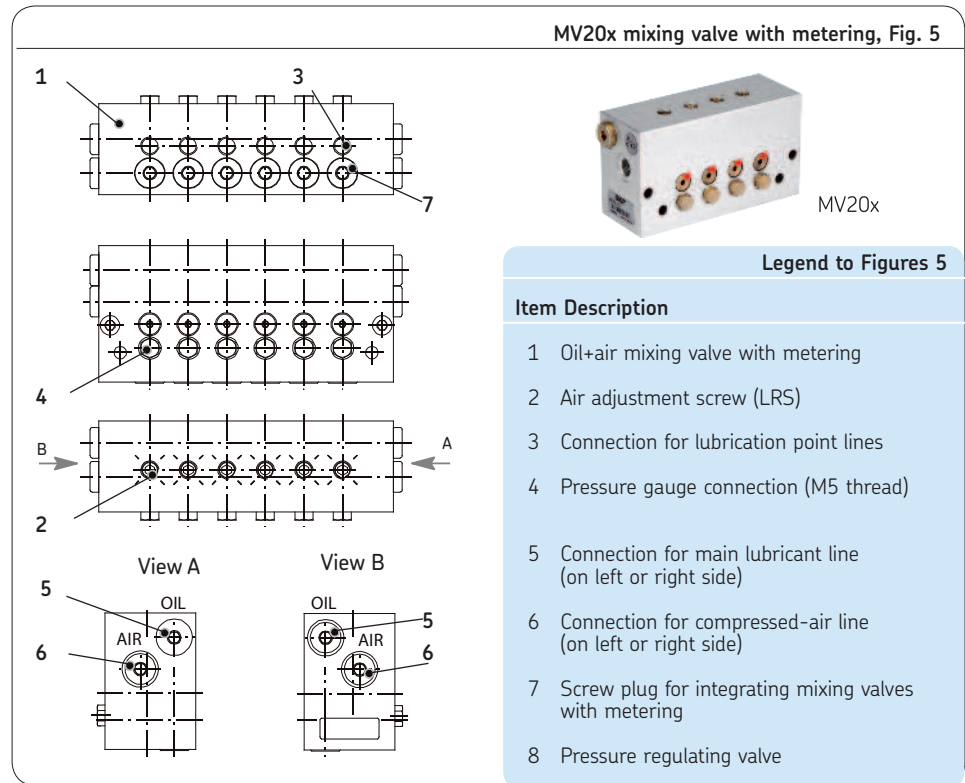 MV20x mixing valve with metering, Fig. 5
1
3
7
MV20x
4
B
A
2
View A
View B
5
OIL
OIL
5
AIR
AIR
6
6
Legend to Figures 5
Item Description
1 Oil+air mixing valve with metering
2 Air adjustment screw (LRS)
3 Connection for lubrication point lines
4 Pressure gauge connection (M5 thread)
5 Connection for main lubricant line
(on left or right side)
6 Connection for compressed-air line
(on left or right side)
7 Screw plug for integrating mixing valves
with metering
8 Pressure regulating valve